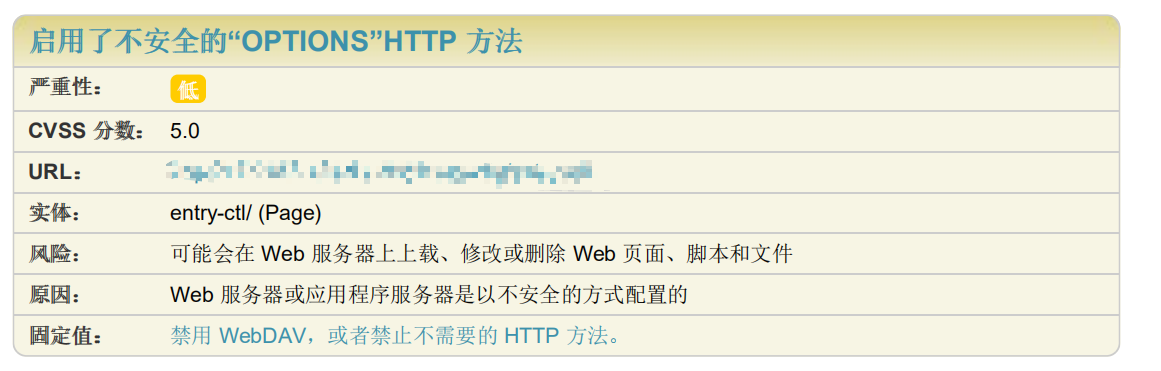 启用了不安全的“OPTIONS”HTTP 方法
严重性： 低
CVSS 分数： 5.0
URL：
实体： entry-ctl/ (Page)
风险： 可能会在 Web 服务器上上载、修改或删除 Web 页面、脚本和文件
原因： Web 服务器或应用程序服务器是以不安全的方式配置的
固定值： 禁用 WebDAV，或者禁止不需要的 HTTP 方法。